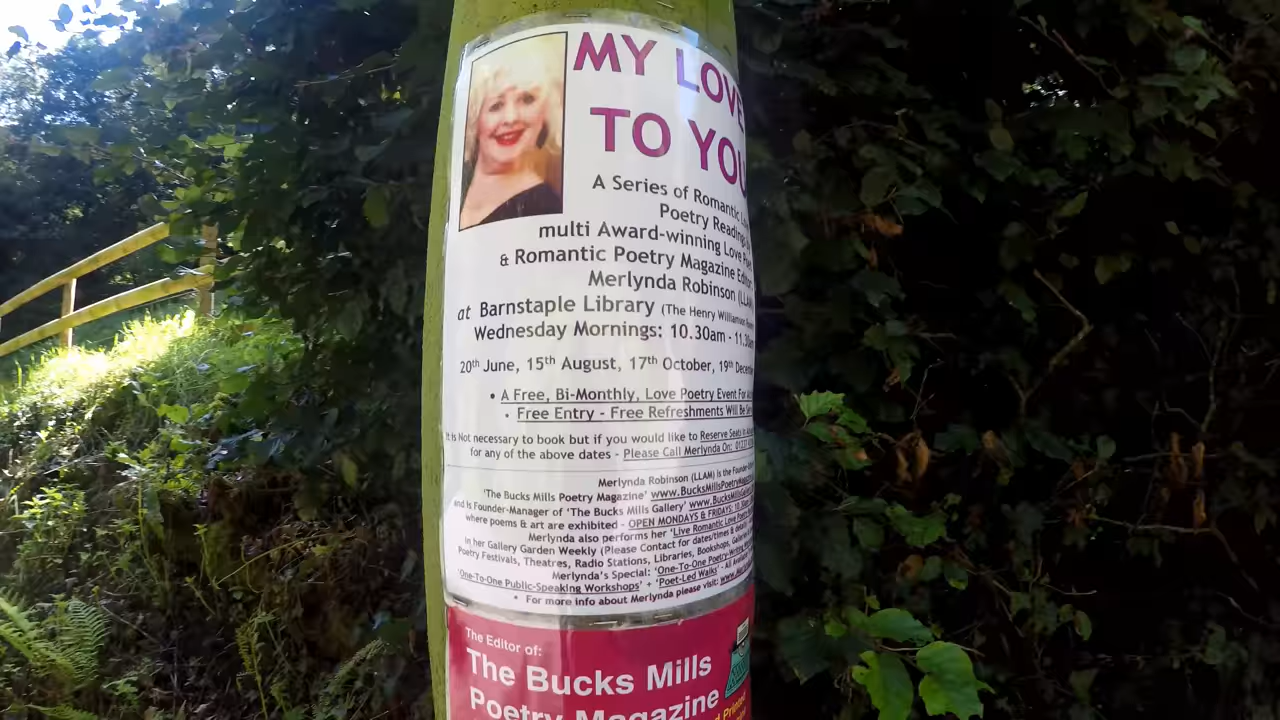 MY LOVE
TO YOU
A Series of Romantic
Poetry Readings
multi Award-winning Love
& Romantic Poetry Magazine Editor
Merlynda Robinson (LLAM)
at Barnstaple Library (The Henry Williamson
Wednesday Mornings: 10.30am - 11.30am
20th June, 15th August, 17th October, 19th December
• A Free, Bi-Monthly, Love Poetry Event For
• Free Entry - Free Refreshments Will Be
It is Not necessary to book but if you would like to Reserve Seats
for any of the above dates - Please Call Merlynda On: 01237
Merlynda Robinson (LLAM) is the Founder
'The Bucks Mills Poetry Magazine' www.BucksMillsPoetry
and is Founder-Manager of 'The Bucks Mills Gallery' www.BucksMills
where poems & art are exhibited - OPEN MONDAYS & FRIDAYS:
Merlynda also performs her 'Live Romantic Love
in her Gallery Garden Weekly (Please Contact for dates/times &
Poetry Festivals, Theatres, Radio Stations, Libraries, Bookshops,
Merlynda's Special: 'One-To-One Poetry-Writing
'One-To-One Public-Speaking Workshops' + 'Poet-Led Walks' - All
• For more info about Merlynda please visit:
The Editor of:
The Bucks Mills
Poetry Magazine